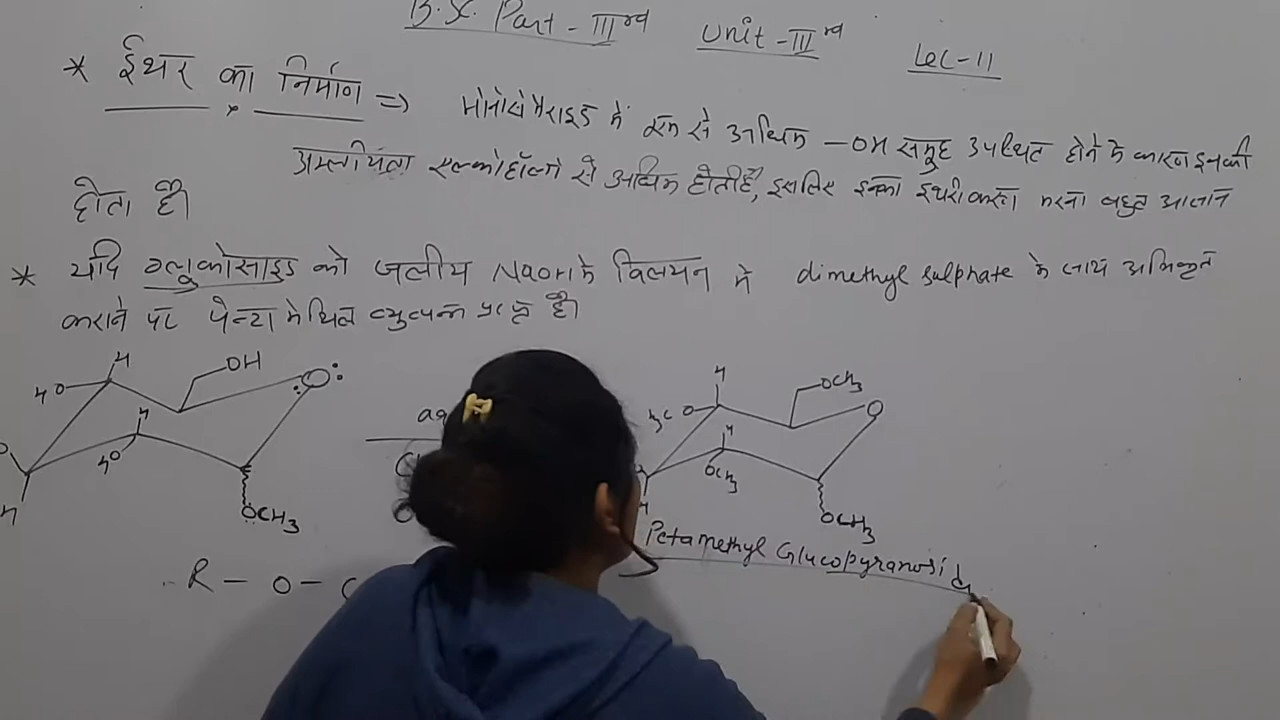 B.Sc. Part - III
Unit - III
Lec-11
* ईथर का निर्माण => मोनोसैकेराइड में एक से अधिक -OH समूह उपस्थित होने के कारण इनकी
अम्लीयता एल्कोहॉलो से अधिक होती है, इसलिए इनका ईथरीकरण करना बहुत आसान
होता है।
* यदि ग्लूकोसाइड को जलीय NaOH के विलयन में dimethyl sulphate के साथ अभिकृत
कराने पर पेन्टा मेथिल व्युत्पन्न प्राप्त है।
H
HO
OH
O
H
HO
OCH3
aq
H
H3C O
OCH3
O
H
OCH3
H
OCH3
Petamethyl Glucopyranosid
R - O -